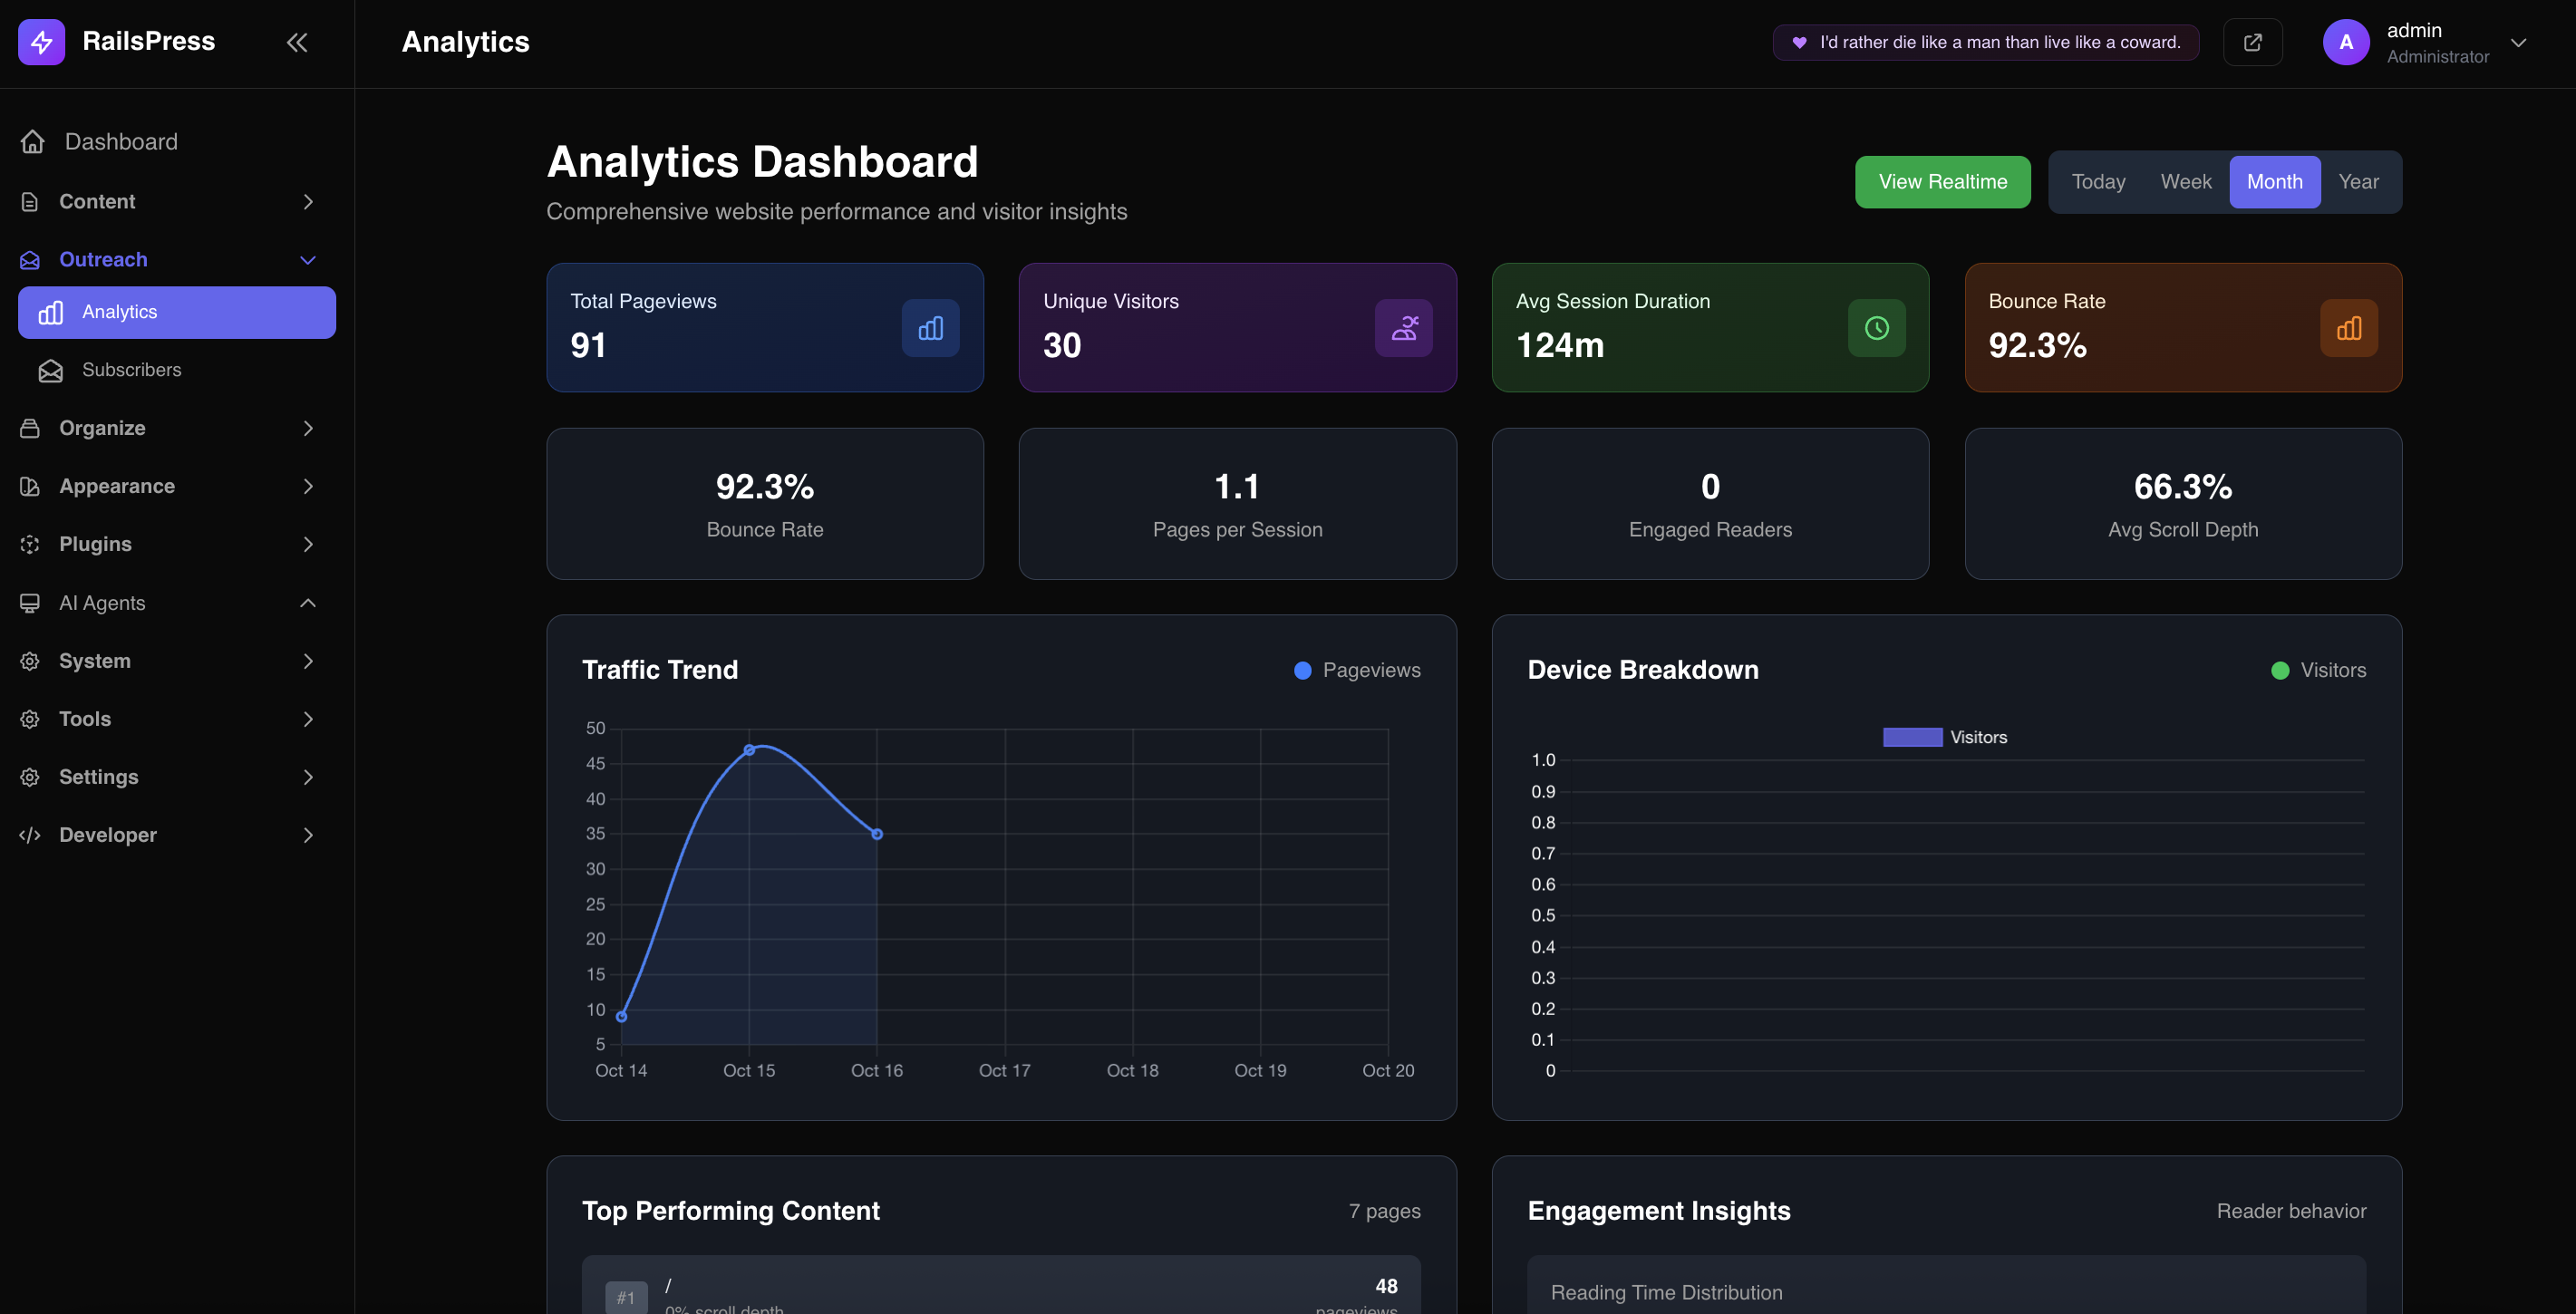 RailsPress
Analytics
I'd rather die like a man than live like a coward.
A
admin
Administrator
Dashboard
Content
Outreach
Analytics
Subscribers
Organize
Appearance
Plugins
AI Agents
System
Tools
Settings
Developer
Analytics Dashboard
Comprehensive website performance and visitor insights
View Realtime
Today Week Month Year
Total Pageviews
91
Unique Visitors
30
Avg Session Duration
124m
Bounce Rate
92.3%
92.3%
Bounce Rate
1.1
Pages per Session
0
Engaged Readers
66.3%
Avg Scroll Depth
Traffic Trend
Pageviews
50
45
40
35
30
25
20
15
10
5
Oct 14 Oct 15 Oct 16 Oct 17 Oct 18 Oct 19 Oct 20
Device Breakdown
Visitors
Visitors
1.0
0.9
0.8
0.7
0.6
0.5
0.4
0.3
0.2
0.1
0
Top Performing Content
7 pages
#1
/
0% scroll depth
48
pageviews
Engagement Insights
Reader behavior
Reading Time Distribution